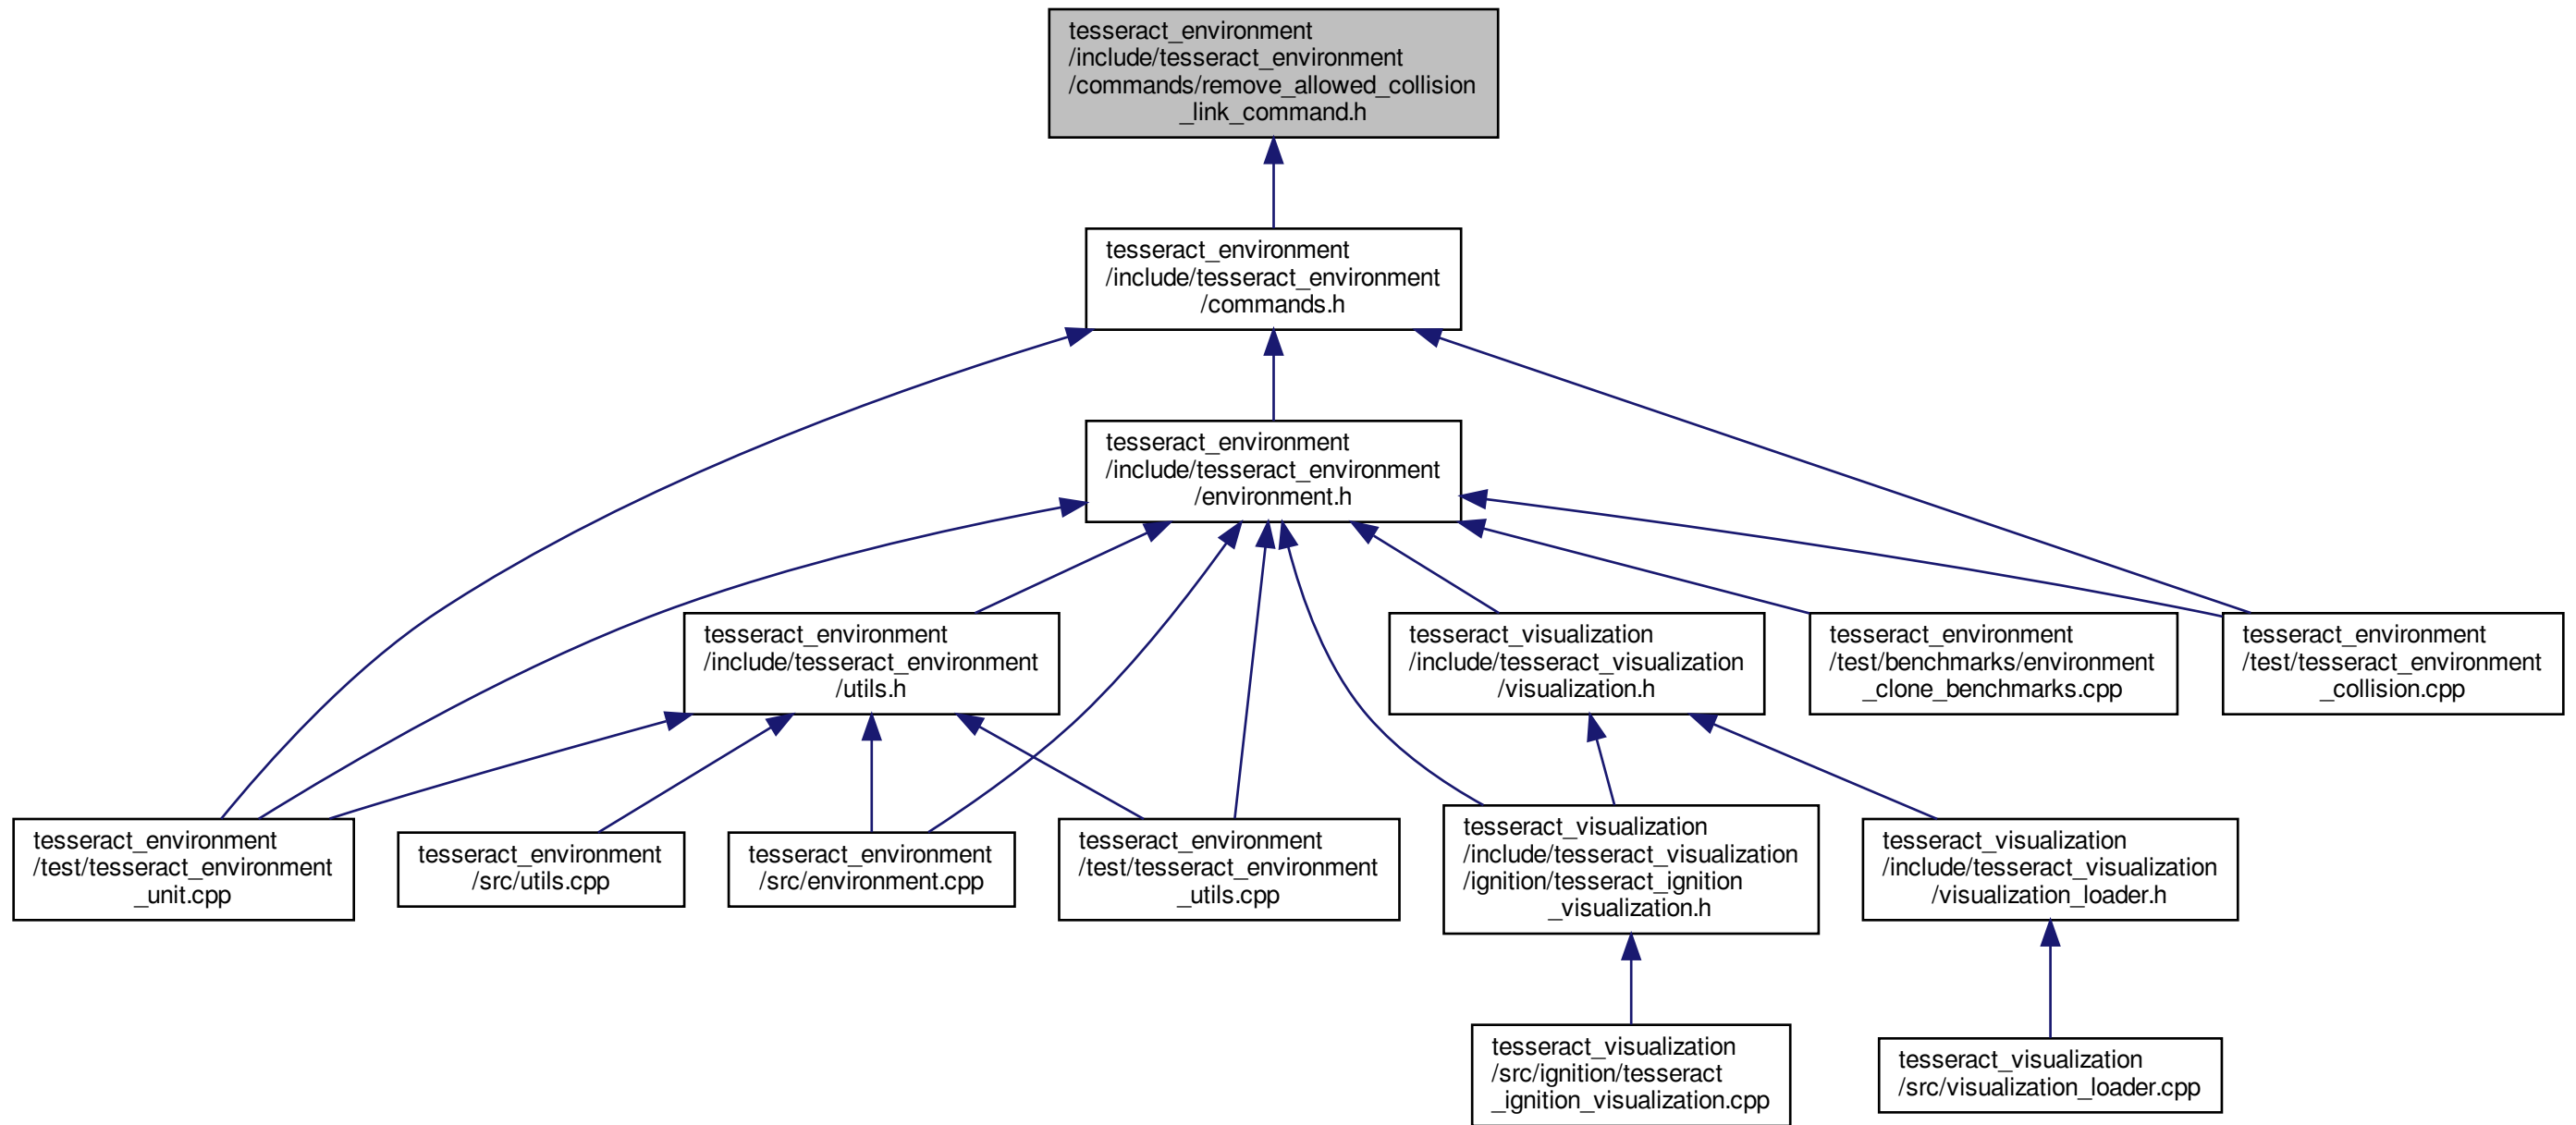 tesseract_environment
/include/tesseract_environment
/commands/remove_allowed_collision
_link_command.h
tesseract_environment
/include/tesseract_environment
/commands.h
tesseract_environment
/include/tesseract_environment
/environment.h
tesseract_environment
/include/tesseract_environment
/utils.h
tesseract_visualization
/include/tesseract_visualization
/visualization.h
tesseract_environment
/test/benchmarks/environment
_clone_benchmarks.cpp
tesseract_environment
/test/tesseract_environment
_collision.cpp
tesseract_environment
/test/tesseract_environment
_unit.cpp
tesseract_environment
/src/utils.cpp
tesseract_environment
/src/environment.cpp
tesseract_environment
/test/tesseract_environment
_utils.cpp
tesseract_visualization
/include/tesseract_visualization
/ignition/tesseract_ignition
_visualization.h
tesseract_visualization
/include/tesseract_visualization
/visualization_loader.h
tesseract_visualization
/src/ignition/tesseract
_ignition_visualization.cpp
tesseract_visualization
/src/visualization_loader.cpp